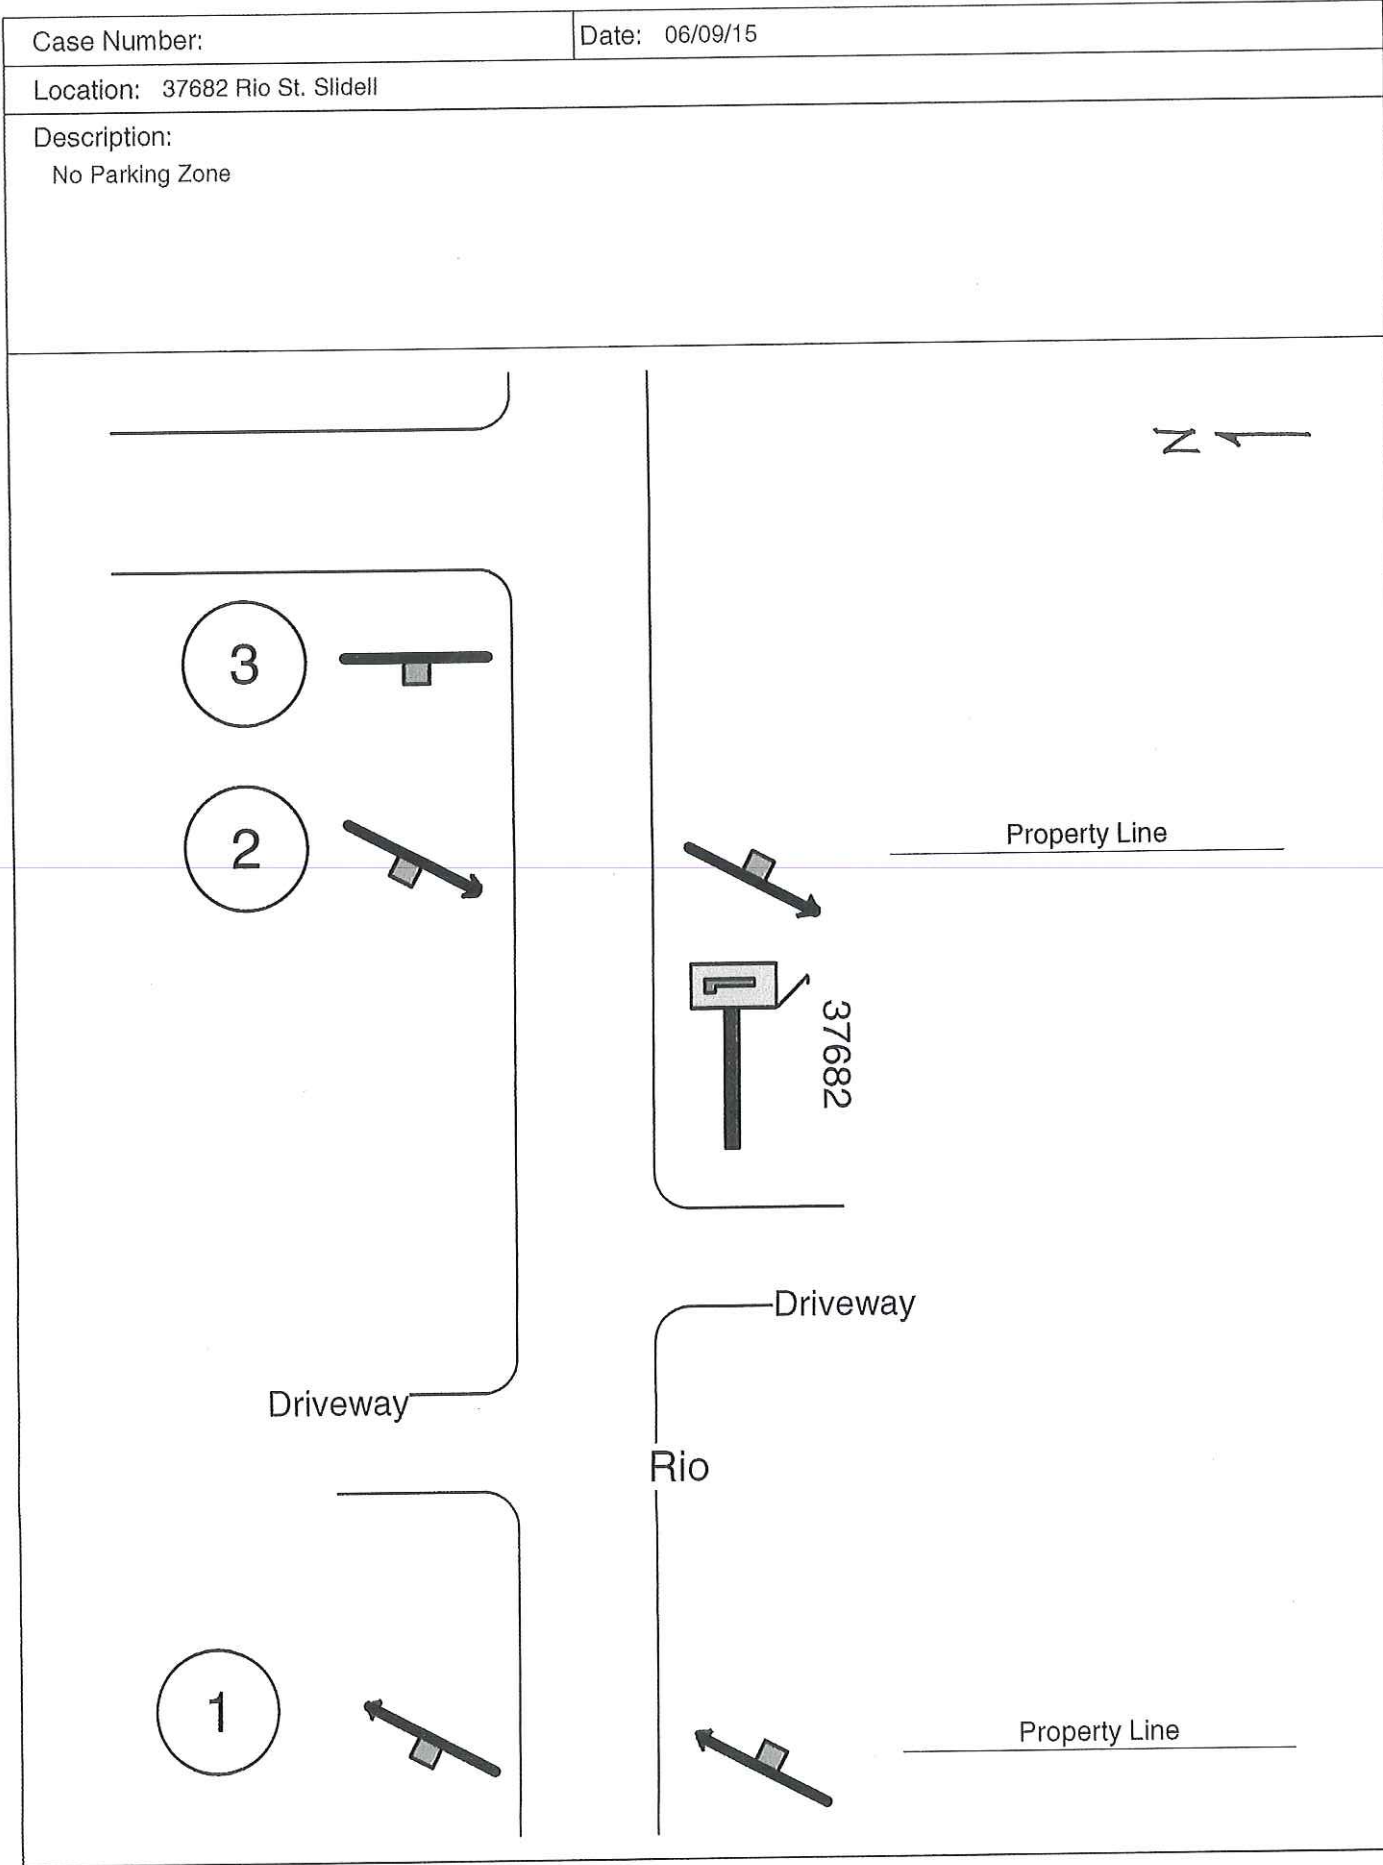 Case Number:
Date: 06/09/15
Location: 37682 Rio St. Slidell
Description:
No Parking Zone
N
3
2
Property Line
37682
Driveway
Driveway
Rio
1
Property Line